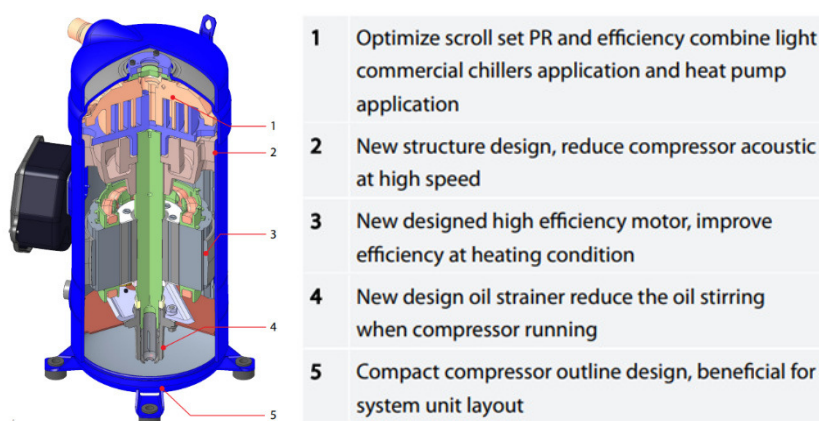 1
2
3
4
5
1 Optimize scroll set PR and efficiency combine light
commercial chillers application and heat pump
application
2 New structure design, reduce compressor acoustic
at high speed
3 New designed high efficiency motor, improve
efficiency at heating condition
4 New design oil strainer reduce the oil stirring
when compressor running
5 Compact compressor outline design, beneficial for
system unit layout